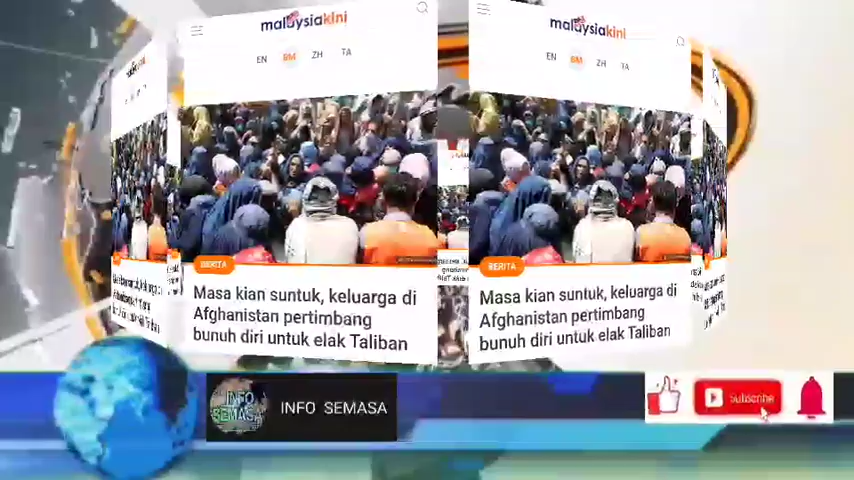 malaysiakini
EN BM ZH TA
BERITA
Masa kian suntuk, keluarga di
Afghanistan pertimbang
bunuh diri untuk elak Taliban
malaysiakini
EN BM ZH TA
BERITA
Masa kian suntuk, keluarga di
Afghanistan pertimbang
bunuh diri untuk elak Taliban
INFO
SEMASA
INFO SEMASA
Subscribe